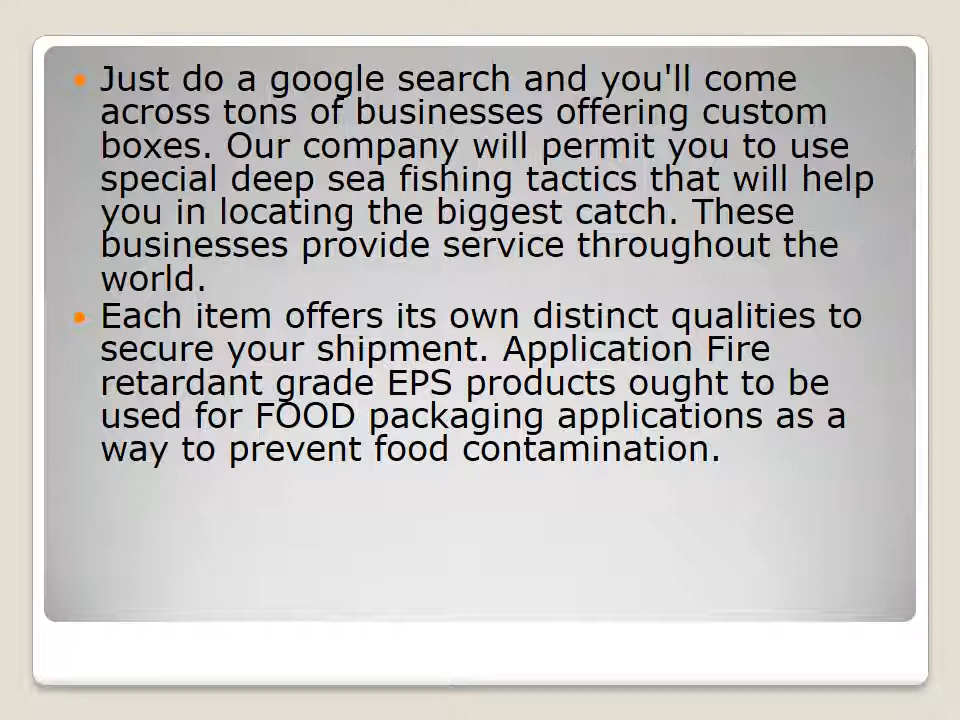 Just do a google search and you'll come
across tons of businesses offering custom
boxes. Our company will permit you to use
special deep sea fishing tactics that will help
you in locating the biggest catch. These
businesses provide service throughout the
world.
Each item offers its own distinct qualities to
secure your shipment. Application Fire
retardant grade EPS products ought to be
used for FOOD packaging applications as a
way to prevent food contamination.